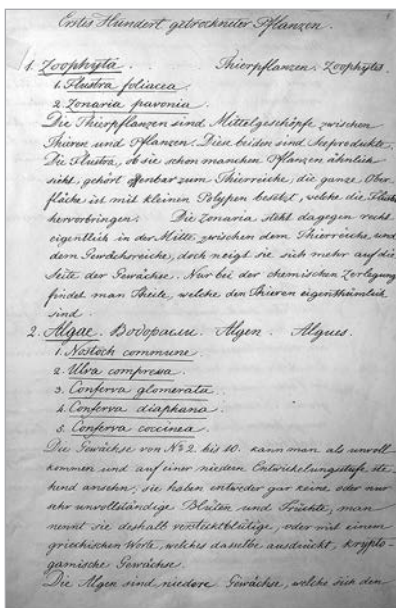 Erstes Hundert getrockneter Pflanzen.
1. Zoophyta. Thierpflanzen. Zoophytes.
1. Flustra foliacea
2. Zonaria pavonia.
Die Thierpflanzen sind Mittelgeschöpfe zwischen
Thieren und Pflanzen. Diese beiden sind Seeprodukte.
Die Flustra, ob sie schon manchen Pflanzen ähnlich
sieht, gehört offenbar zum Thierreiche; die ganze Ober
fläche ist mit kleinen Polypen besetzt, welche die Flustra
hervorbringen. Die Zonaria steht dagegen recht
eigentlich in der Mitte zwischen dem Thierreiche und
dem Gewächsreiche, doch neigt sie sich mehr auf die
Seite der Gewächse. Nur bei der chemischen Zerlegung
findet man Theile, welche den Thieren eigenthümlich
sind.
2. Algae. Водоросли. Algen. Algues.
1. Nostoch commune.
2. Ulva compressa.
3. Conferva glomerata.
4. Conferva diaphana.
5. Conferva coccinea.
Die Gewächse von No 2 bis 10. kann man als unvoll
kommen und auf einer niedern Entwickelungsstufe ste
hend ansehn; sie haben entweder gar keine oder nur
sehr unvollständige Blüten und Früchte, man
nennt sie deshalb verstecktblütige, oder mit einem
griechischen Worte, welches dasselbe ausdrückt, krypto-
gamische Gewächse.
Die Algen sind niedere Gewächse, welche sich den